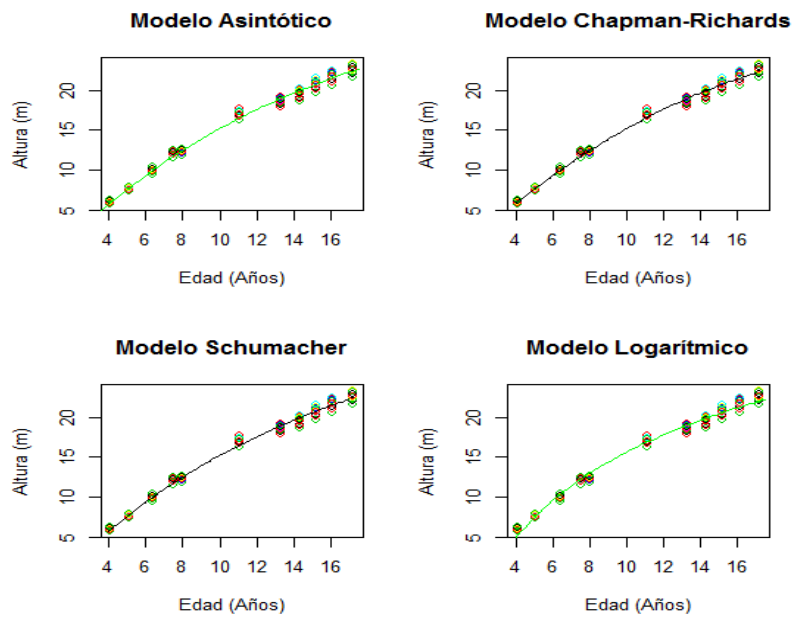 Modelo Asintótico
Altura (m)
20
15
10
5
4 6 8 10 12 14 16
Edad (Años)
Modelo Chapman-Richards
Altura (m)
20
15
10
5
4 6 8 10 12 14 16
Edad (Años)
Modelo Schumacher
Altura (m)
20
15
10
5
4 6 8 10 12 14 16
Edad (Años)
Modelo Logarítmico
Altura (m)
20
15
10
5
4 6 8 10 12 14 16
Edad (Años)